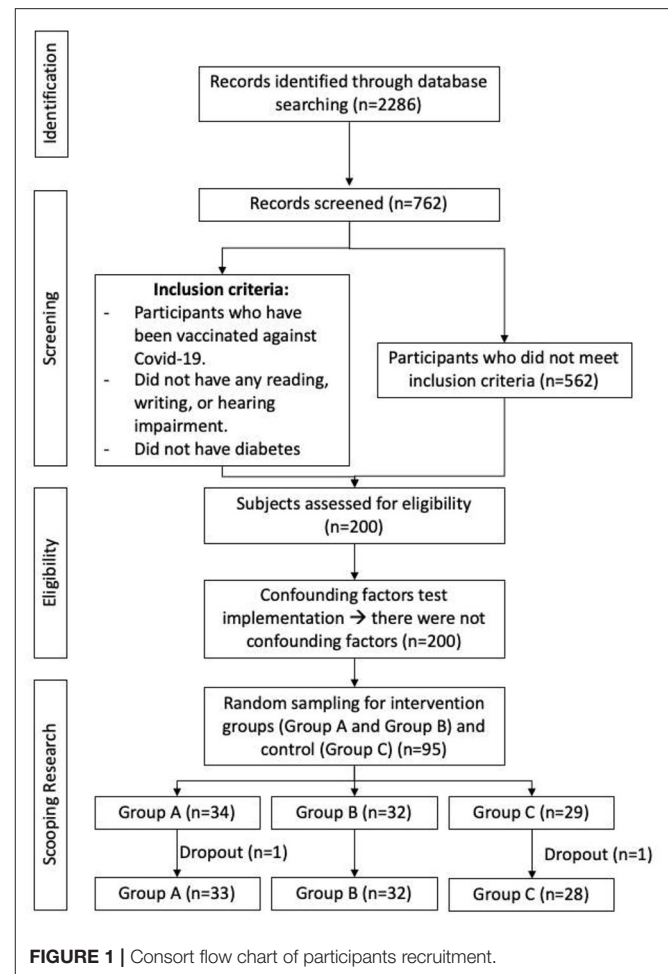 Identification
Records identified through database
searching (n=2286)
Screening
Records screened (n=762)
Inclusion criteria:
- Participants who have
been vaccinated against
Covid-19.
- Did not have any reading,
writing, or hearing
impairment.
- Did not have diabetes
Participants who did not meet
inclusion criteria (n=562)
Eligibility
Subjects assessed for eligibility
(n=200)
Confounding factors test
implementation → there were not
confounding factors (n=200)
Scooping Research
Random sampling for intervention
groups (Group A and Group B) and
control (Group C) (n=95)
Group A (n=34)
Group B (n=32)
Group C (n=29)
Dropout (n=1)
Dropout (n=1)
Group A (n=33)
Group B (n=32)
Group C (n=28)
FIGURE 1 | Consort flow chart of participants recruitment.